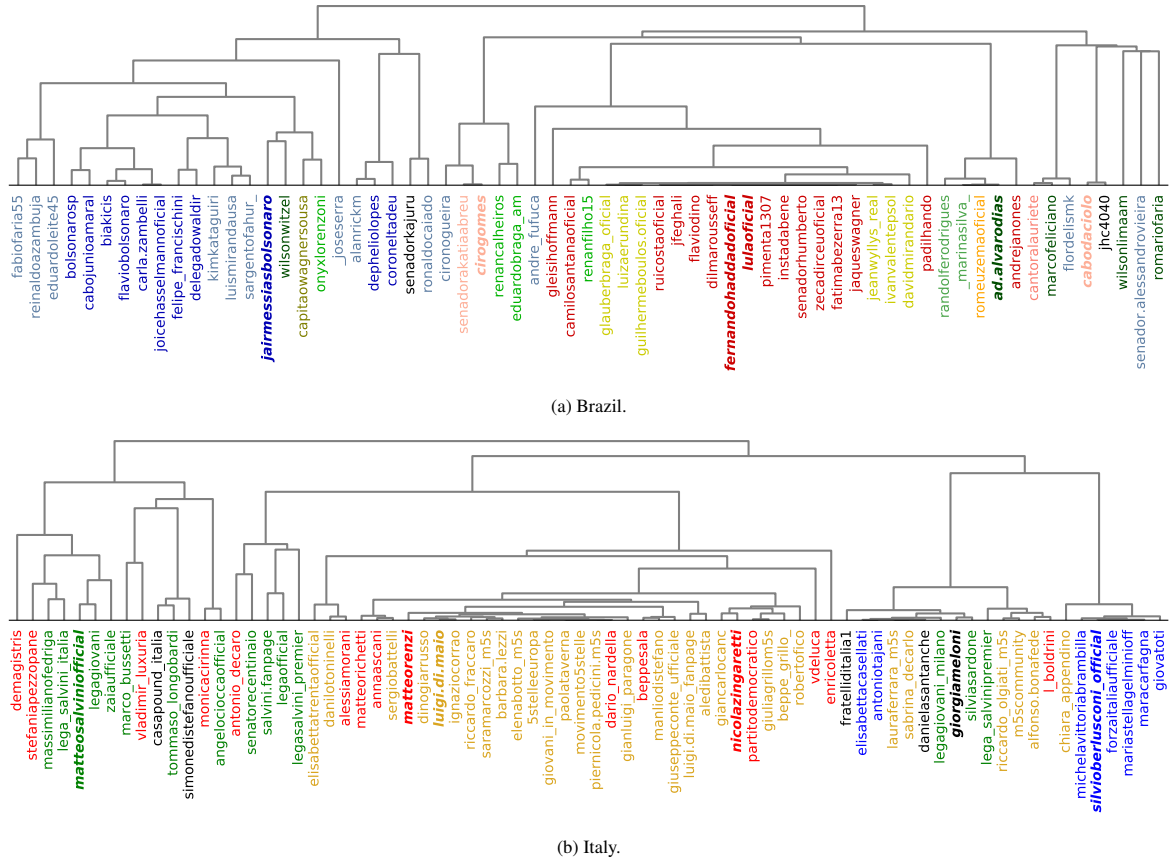 fabiofaria55
reinaldoazambuja
eduardoleite45
bolsonarosp
cabojunioamaral
biakicis
flaviobolsonaro
carla.zambelli
joicehasselmannoficial
felipe_francischini
delegadowaldir
kimkataguiri
luismirandausa
sargentofahur_
jairmessiasbolsonaro
wilsonwitzel
capitaowagnersousa
onyxlorenzoni
_joseserra
alanrickm
depheliolopes
coroneltadeu
senadorkajuru
ronaldocaiado
cironogueira
senadorakatiaabreu
cirogomes
renancalheiros
eduardobraga_am
andre_fufuca
gleisihoffmann
camilosantanaoficial
renanfilho15
glauberbraga_oficial
luizaerundina
guilhermeboulos.oficial
ruicostaoficial
jfeghali
flaviodino
dilmarousseff
fernandohaddadoficial
lulaoficial
pimenta1307
instadabene
senadorhumberto
zecadirceuoficial
fatimabezerra13
jaqueswagner
jeanwyllys_real
ivanvalentepsol
davidmirandario
padilhando
randolferodrigues
_marinasilva_
romeuzemaoficial
ad.alvarodias
andrejanones
cantoralauriete
marcofeliciano
flordelismk
cabodaciolo
jhc4040
wilsonlimaam
senador.alessandrovieira
romariofaria
(a) Brazil.
demagistris
stefaniapezzopane
massimilianofedriga
lega_salvini_italia
matteosalviniofficial
legagiovani
zaiaufficiale
marco_bussetti
vladimir_luxuria
casapound_italia
tommaso_longobardi
simonedistefanoufficiale
monicacirinna
angelocioccaofficial
antonio_decaro
senatorecentinaio
salvini.fanpage
legaofficial
legasalvini_premier
elisabettatrentaofficial
danilotoninelli
alessiamorani
matteorichetti
annaascani
sergiobattelli
matteorenzi
dinogiarrusso
luigi.di.maio
ignaziocorrao
riccardo_fraccaro
saramarcozzi_m5s
barbara.lezzi
elenabotto_m5s
5stelleeuropa
giovani_in_movimento
paolataverna
movimento5stelle
piernicola.pedicini.m5s
dario_nardella
gianluigi_paragone
beppesala
manliodistefano
giuseppeconte_ufficiale
luigi.di.maio_fanpage
aledibattista
giancarlocanc
nicolazingaretti
partitodemocratico
giuliagrillom5s
beppe_grillo_
robertofico_
vdeluca
enricoletta
fratelliditalia1
elisabettacasellati
antoniotajani
lauraferrara_m5s
sabrina_decarlo
danielasantanche
legagiovani_milano
giorgiameloni
silviasardone
lega_salvinipremier
riccardo_olgiati_m5s
m5scommunity
alfonso.bonafede
l_boldrini
chiara_appendino
michelavittoriabrambilla
silvioberlusconi_official
forzaitaliaufficiale
mariastellagelminioff
maracarfagna
giovatoti
(b) Italy.